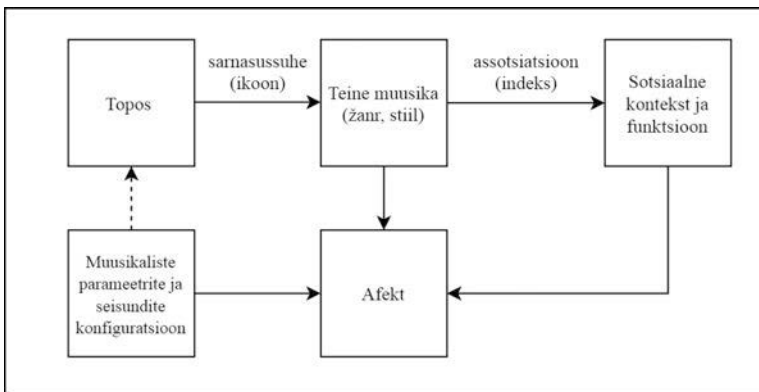 Topos
sarnasussuhe
(ikoon)
Teine muusika
(žanr, stiil)
assotsiatsioon
(indeks)
Sotsiaalne
kontekst ja
funktsioon
Muusikaliste
parameetrite ja
seisundite
konfiguratsioon
Afekt